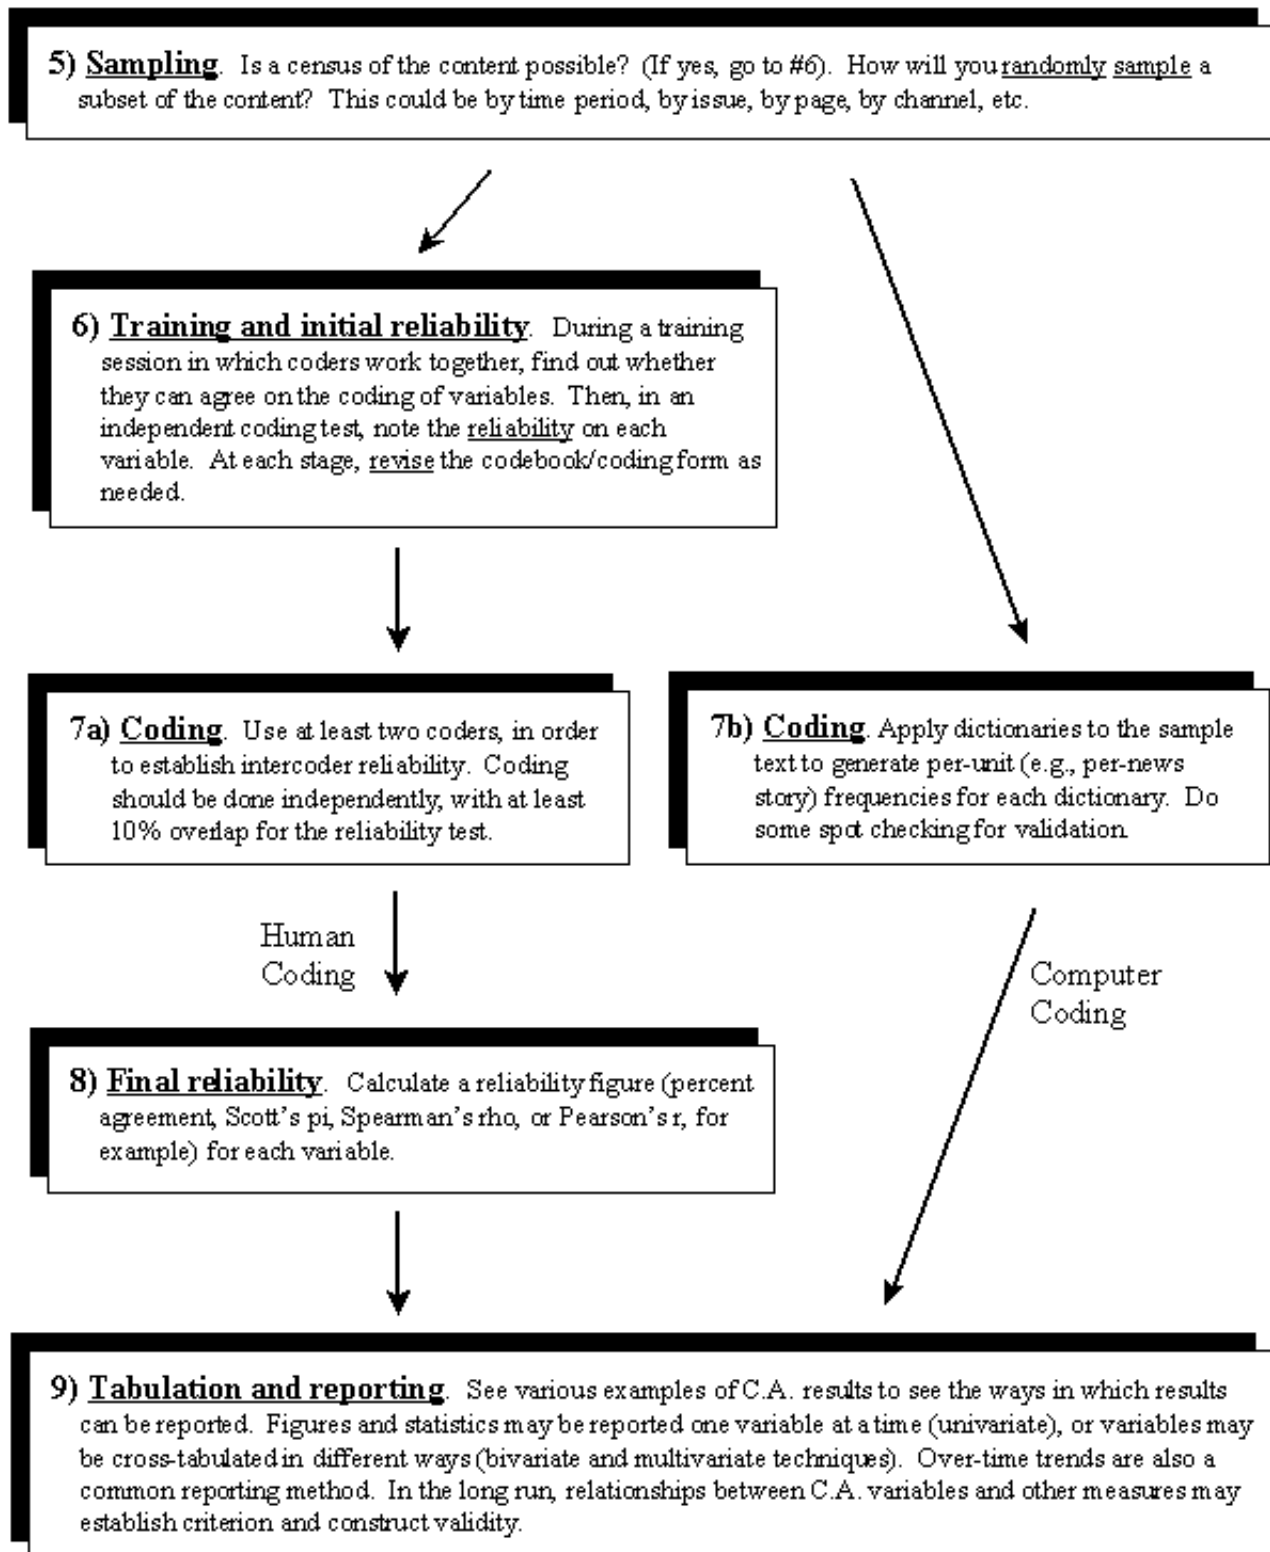 5) Sampling. Is a census of the content possible? (If yes, go to #6). How will you randomly sample a
subset of the content? This could be by time period, by issue, by page, by channel, etc.
6) Training and initial reliability. During a training
session in which coders work together, find out whether
they can agree on the coding of variables. Then, in an
independent coding test, note the reliability on each
variable. At each stage, revise the codebook/coding form as
needed.
7a) Coding. Use at least two coders, in order
to establish intercoder reliability. Coding
should be done independently, with at least
10% overlap for the reliability test.
7b) Coding. Apply dictionaries to the sample
text to generate per-unit (e.g., per-news
story) frequencies for each dictionary. Do
some spot checking for validation.
Human
Coding
Computer
Coding
8) Final reliability. Calculate a reliability figure (percent
agreement, Scott's pi, Spearman's rho, or Pearson's r, for
example) for each variable.
9) Tabulation and reporting. See various examples of C.A. results to see the ways in which results
can be reported. Figures and statistics may be reported one variable at a time (univariate), or variables may
be cross-tabulated in different ways (bivariate and multivariate techniques). Over-time trends are also a
common reporting method. In the long run, relationships between C.A. variables and other measures may
establish criterion and construct validity.